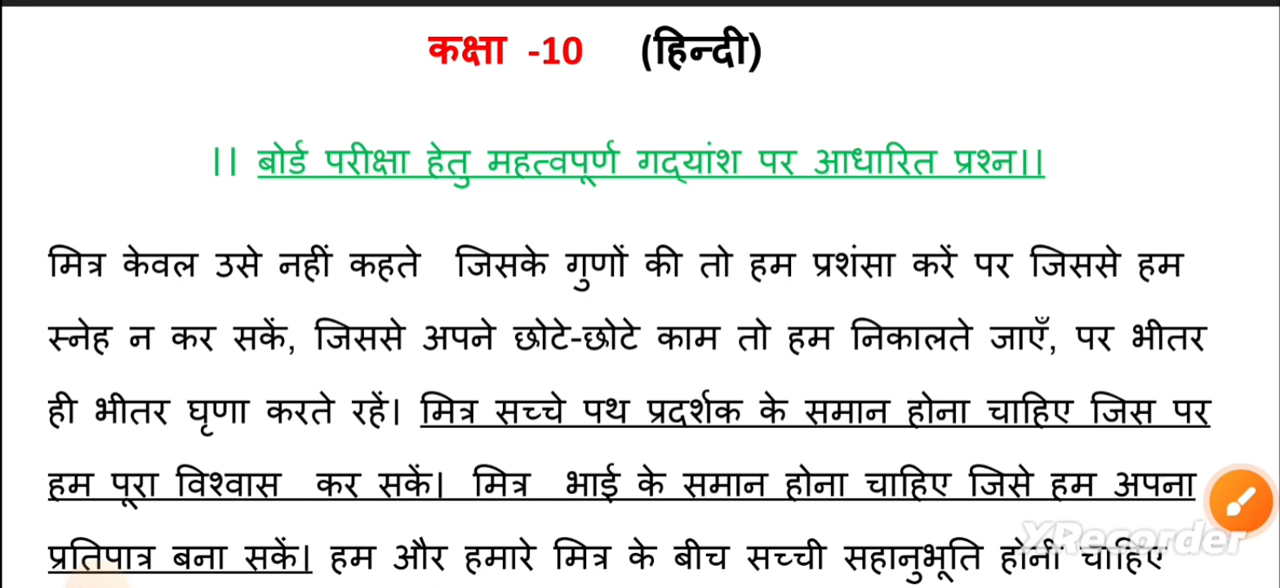 कक्षा -10 (हिन्दी)
|| बोर्ड परीक्षा हेतु महत्वपूर्ण गद्यांश पर आधारित प्रश्न।।
मित्र केवल उसे नहीं कहते जिसके गुणों की तो हम प्रशंसा करें पर जिससे हम
स्नेह न कर सकें, जिससे अपने छोटे-छोटे काम तो हम निकालते जाएँ, पर भीतर
ही भीतर घृणा करते रहें। मित्र सच्चे पथ प्रदर्शक के समान होना चाहिए जिस पर
हम पूरा विश्वास कर सकें। मित्र भाई के समान होना चाहिए जिसे हम अपना
प्रतिपात्र बना सकें। हम और हमारे मित्र के बीच सच्ची सहानुभूति होनी चाहिए
XRecorder